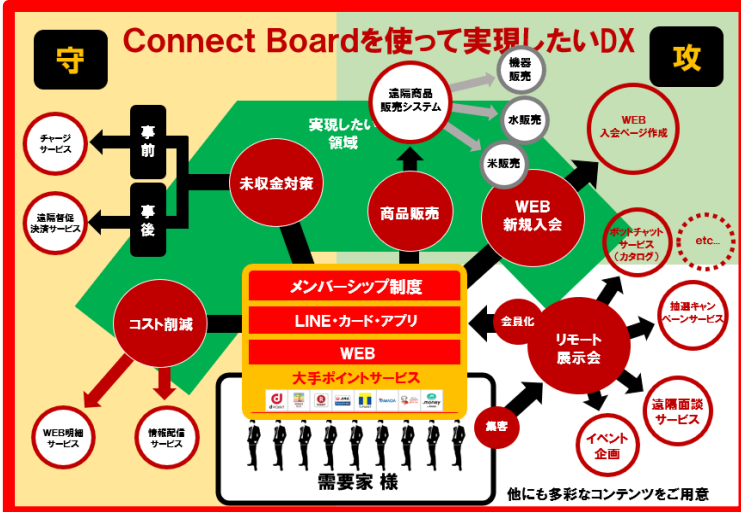 守
Connect Boardを使って実現したいDX
攻
機器
販売
遠隔商品
販売システム
水販売
米販売
WEB
入会ページ作成
実現したい
領域
チャージ
サービス
事前
未収金対策
商品販売
WEB
新規入会
遠隔督促
決済サービス
事後
ボットチャット
サービス
(カタログ)
etc...
メンバーシップ制度
コスト削減
LINE・カード・アプリ
会員化
リモート
展示会
抽選キャン
ペーンサービス
WEB
大手ポイントサービス
WEB明細
サービス
情報配信
サービス
集客
イベント
企画
遠隔面談
サービス
需要家 様
他にも多彩なコンテンツをご用意